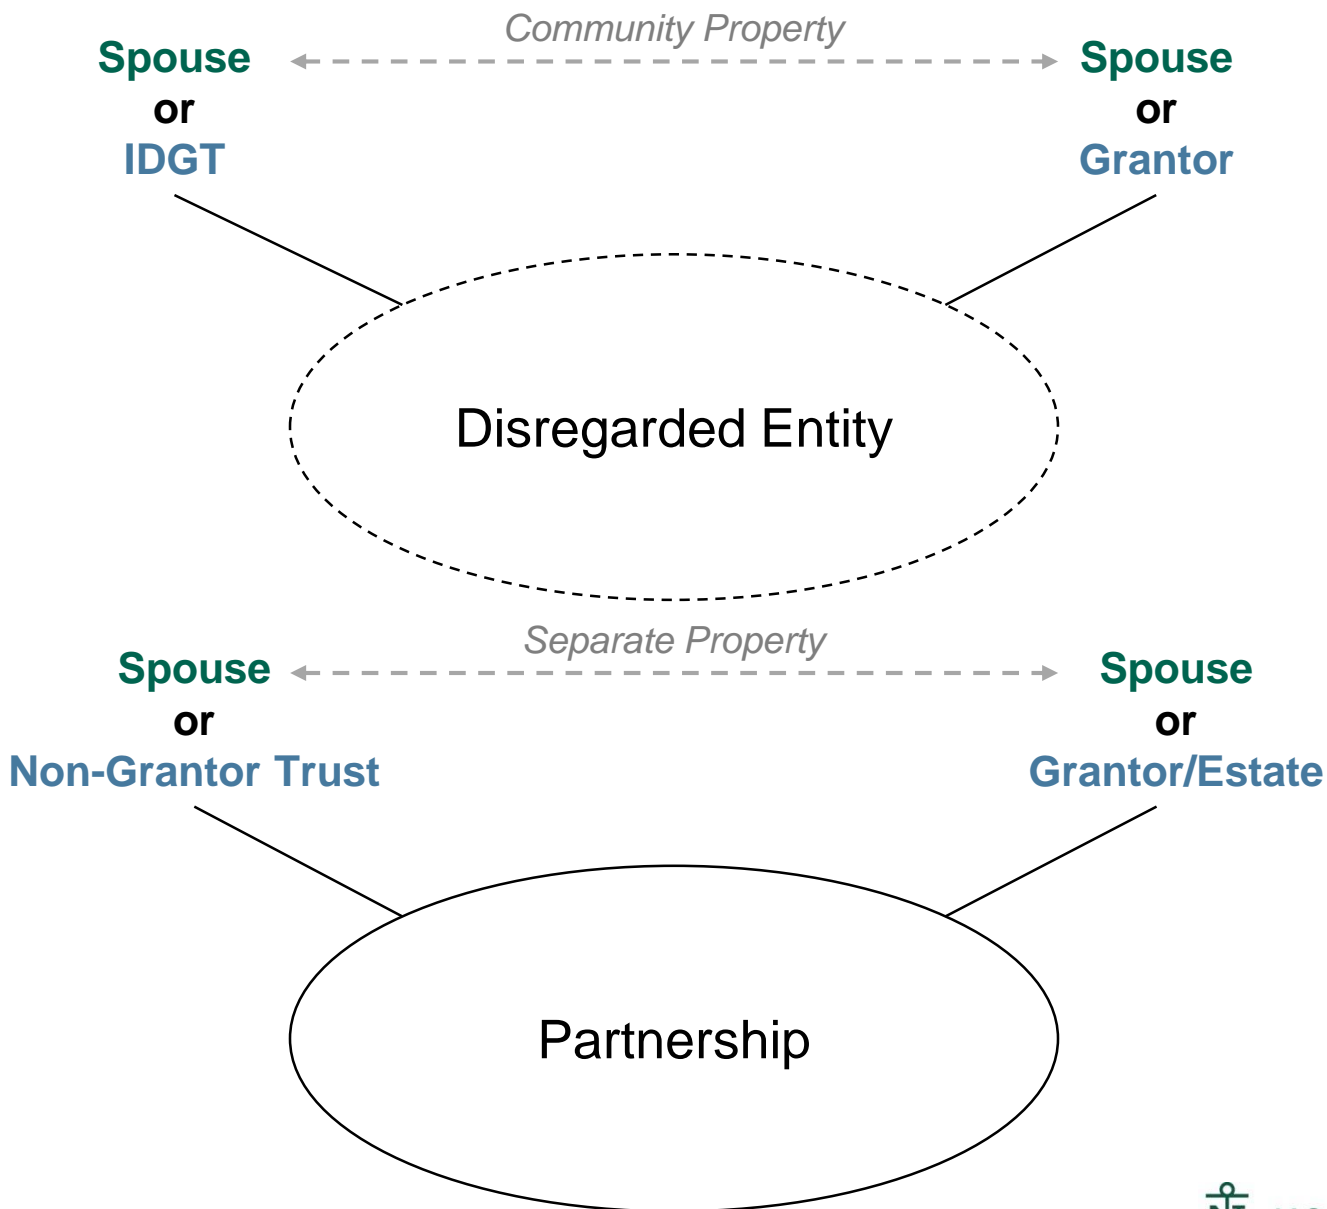 Community Property
Spouse
or
IDGT
Spouse
or
Grantor
Disregarded Entity
Separate Property
Spouse
or
Non-Grantor Trust
Spouse
or
Grantor/Estate
Partnership